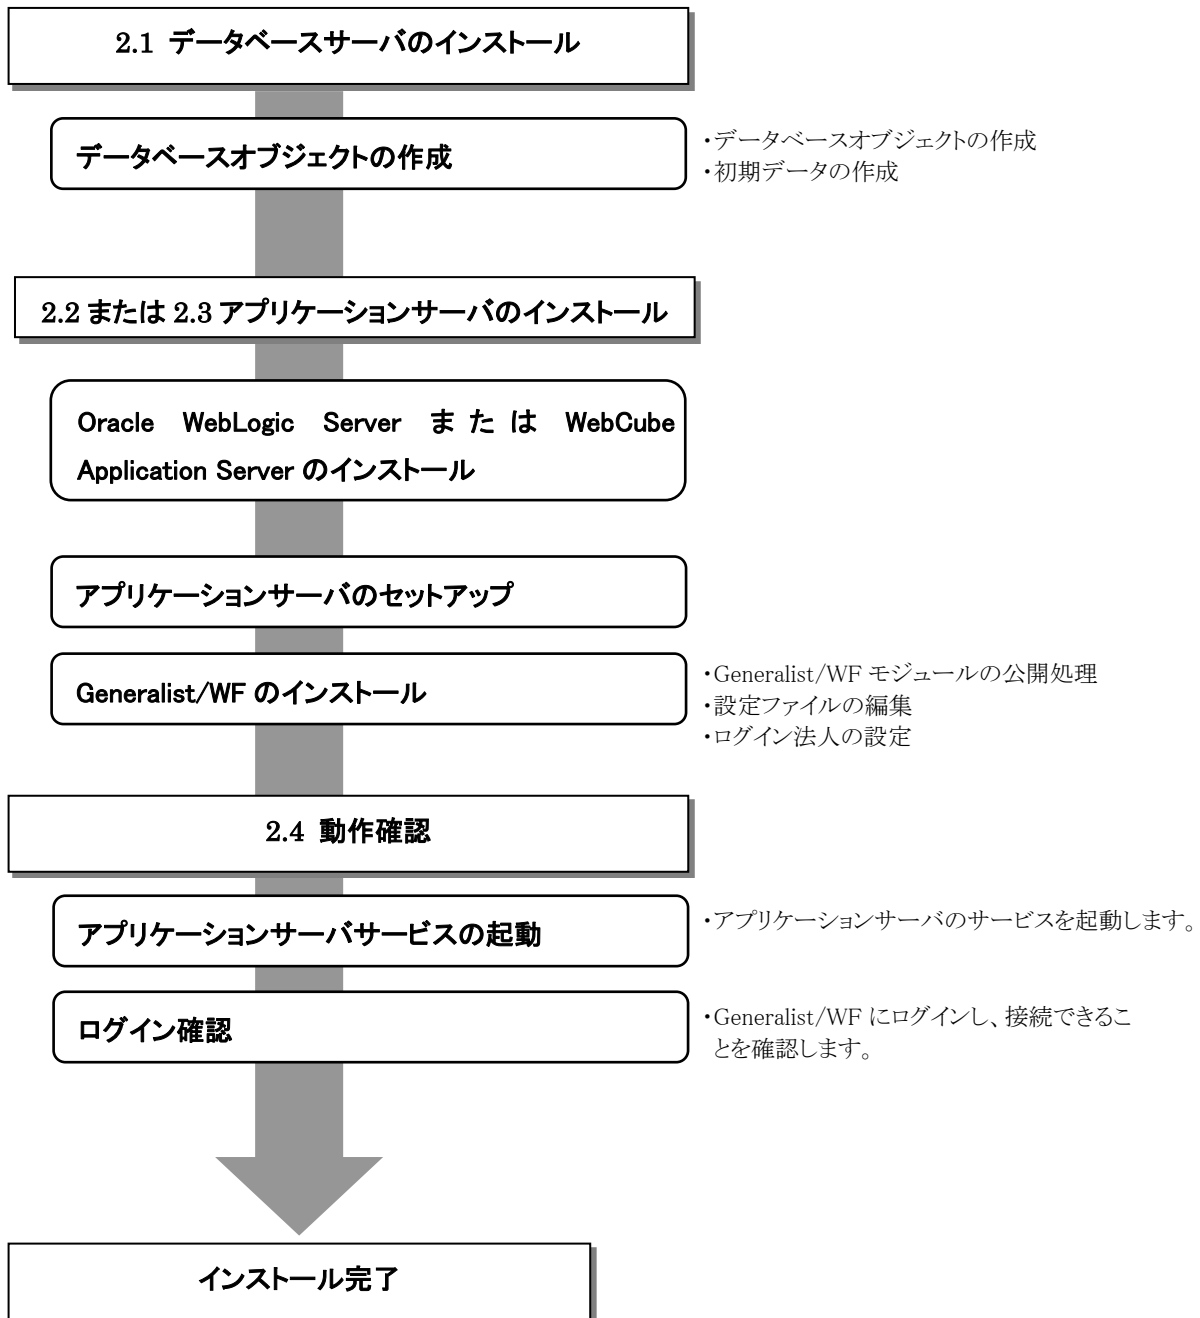 2.1 データベースサーバのインストール
データベースオブジェクトの作成
・データベースオブジェクトの作成
・初期データの作成
2.2 または 2.3 アプリケーションサーバのインストール
Oracle WebLogic Server または WebCube
Application Server のインストール
アプリケーションサーバのセットアップ
Generalist/WF のインストール
・Generalist/WF モジュールの公開処理
・設定ファイルの編集
・ログイン法人の設定
2.4 動作確認
アプリケーションサーバサービスの起動
・アプリケーションサーバのサービスを起動します。
ログイン確認
・Generalist/WF にログインし、接続できるこ
とを確認します。
インストール完了